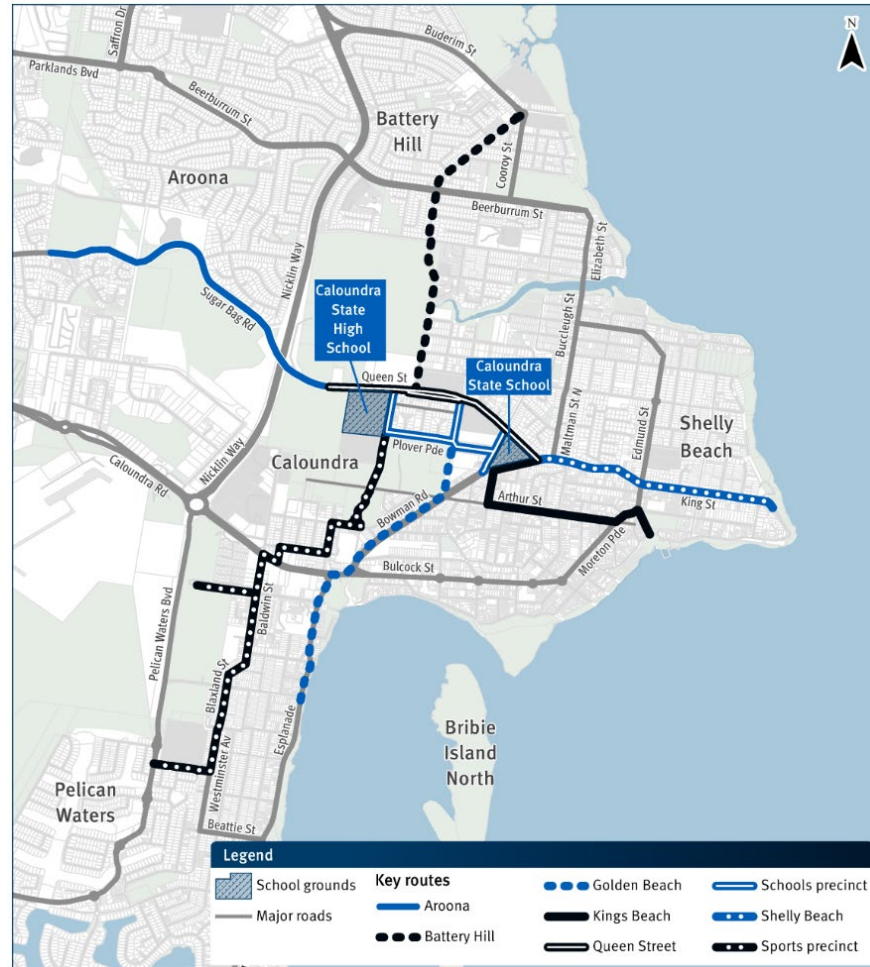 N
Saffron Dr
Parklands Bvd
Beerburrum St
Buderim St
Battery
Hill
Cooroy St
Aroona
Beerburrum St
Elizabeth St
Nicklin Way
Sugar Bag Rd
Caloundra
State
High
School
Buccleugh St
Queen St
Caloundra
State School
Maltman St N
Edmund St
Shelly
Beach
Nicklin Way
Plover Pde
Caloundra
Caloundra Rd
Bowman Rd
Arthur St
King St
Moreton Pde
Bulcock St
Baldwin St
Pelican Waters Bvd
Blaxland St
Esplanade
Bribie
Island
North
Westminster Av
Pelican
Waters
Beattie St
Legend
School grounds
Major roads
Key routes
Aroona
Battery Hill
Golden Beach
Kings Beach
Queen Street
Schools precinct
Shelly Beach
Sports precinct